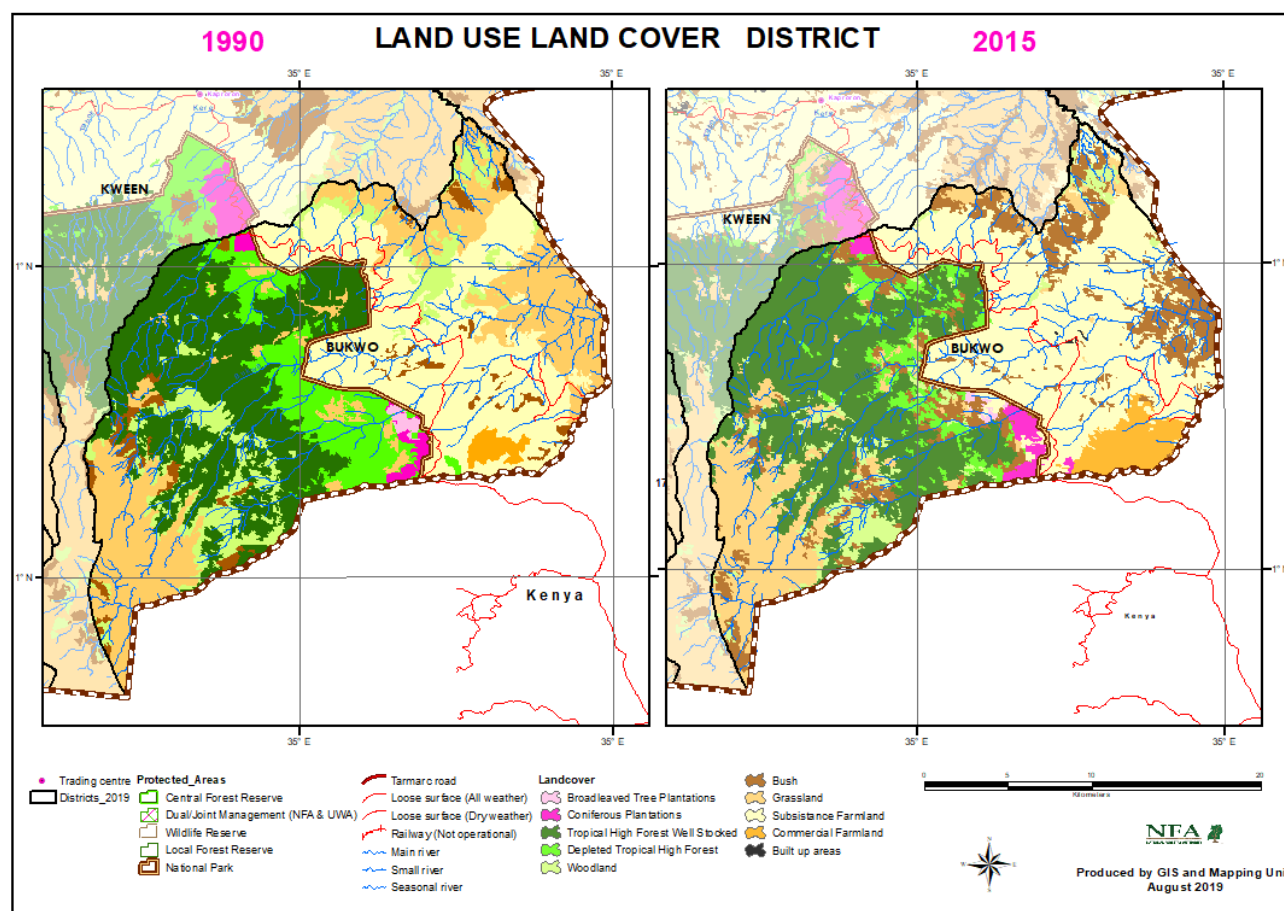 1990 LAND USE LAND COVER DISTRICT 2015
35° E 35° E 35° E 35° E
Kaproron
KWEEN
BUKWO
1° N
1° N
Kenya
Kaproron
KWEEN
BUKWO
17
1°
1° N
Kenya
35° E 35° E 35° E 35° E
Trading centre
Districts_2019
Protected_Areas
Central Forest Reserve
Dual/Joint Management (NFA & UWA)
Wildlife Reserve
Local Forest Reserve
National Park
Tarmarc road
Loose surface (All weather)
Loose surface (Dry weather)
Railway (Not operational)
Main river
Small river
Seasonal river
Landcover
Broadleaved Tree Plantations
Coniferous Plantations
Tropical High Forest Well Stocked
Depleted Tropical High Forest
Woodland
Bush
Grassland
Subsistance Farmland
Commercial Farmland
Built up areas
0 5 10 20
Kilometers
N
W E
S
NFA
Produced by GIS and Mapping Uni
August 2019